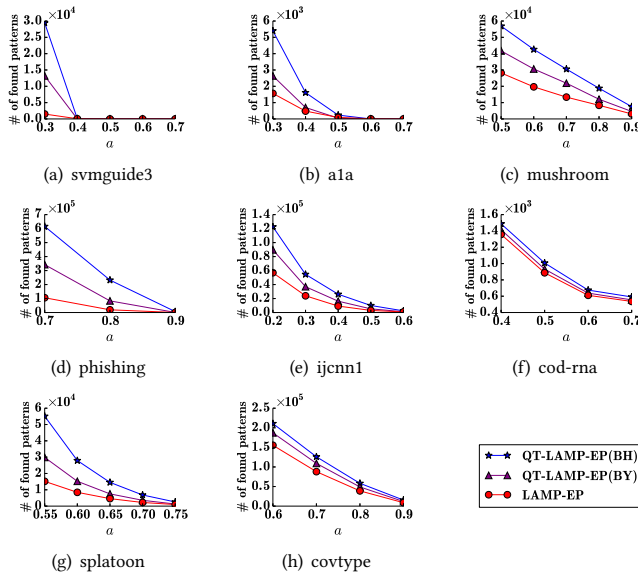 ×10⁴
# of found patterns
3.0
2.5
2.0
1.5
1.0
0.5
0.0
0.3 0.4 0.5 0.6 0.7
a
(a) svmguide3
×10³
# of found patterns
6
5
4
3
2
1
0
0.3 0.4 0.5 0.6 0.7
a
(b) a1a
×10⁴
# of found patterns
6
5
4
3
2
1
0
0.5 0.6 0.7 0.8 0.9
a
(c) mushroom
×10⁵
# of found patterns
7
6
5
4
3
2
1
0
0.7 0.8 0.9
a
(d) phishing
×10⁵
# of found patterns
1.4
1.2
1.0
0.8
0.6
0.4
0.2
0.0
0.2 0.3 0.4 0.5 0.6
a
(e) ijcnn1
×10³
# of found patterns
1.6
1.4
1.2
1.0
0.8
0.6
0.4
0.4 0.5 0.6 0.7
a
(f) cod-rna
×10⁴
# of found patterns
6
5
4
3
2
1
0
0.55 0.60 0.65 0.70 0.75
a
(g) splatoon
×10⁵
# of found patterns
2.5
2.0
1.5
1.0
0.5
0.0
0.6 0.7 0.8 0.9
a
(h) covtype
QT-LAMP-EP(BH)
QT-LAMP-EP(BY)
LAMP-EP